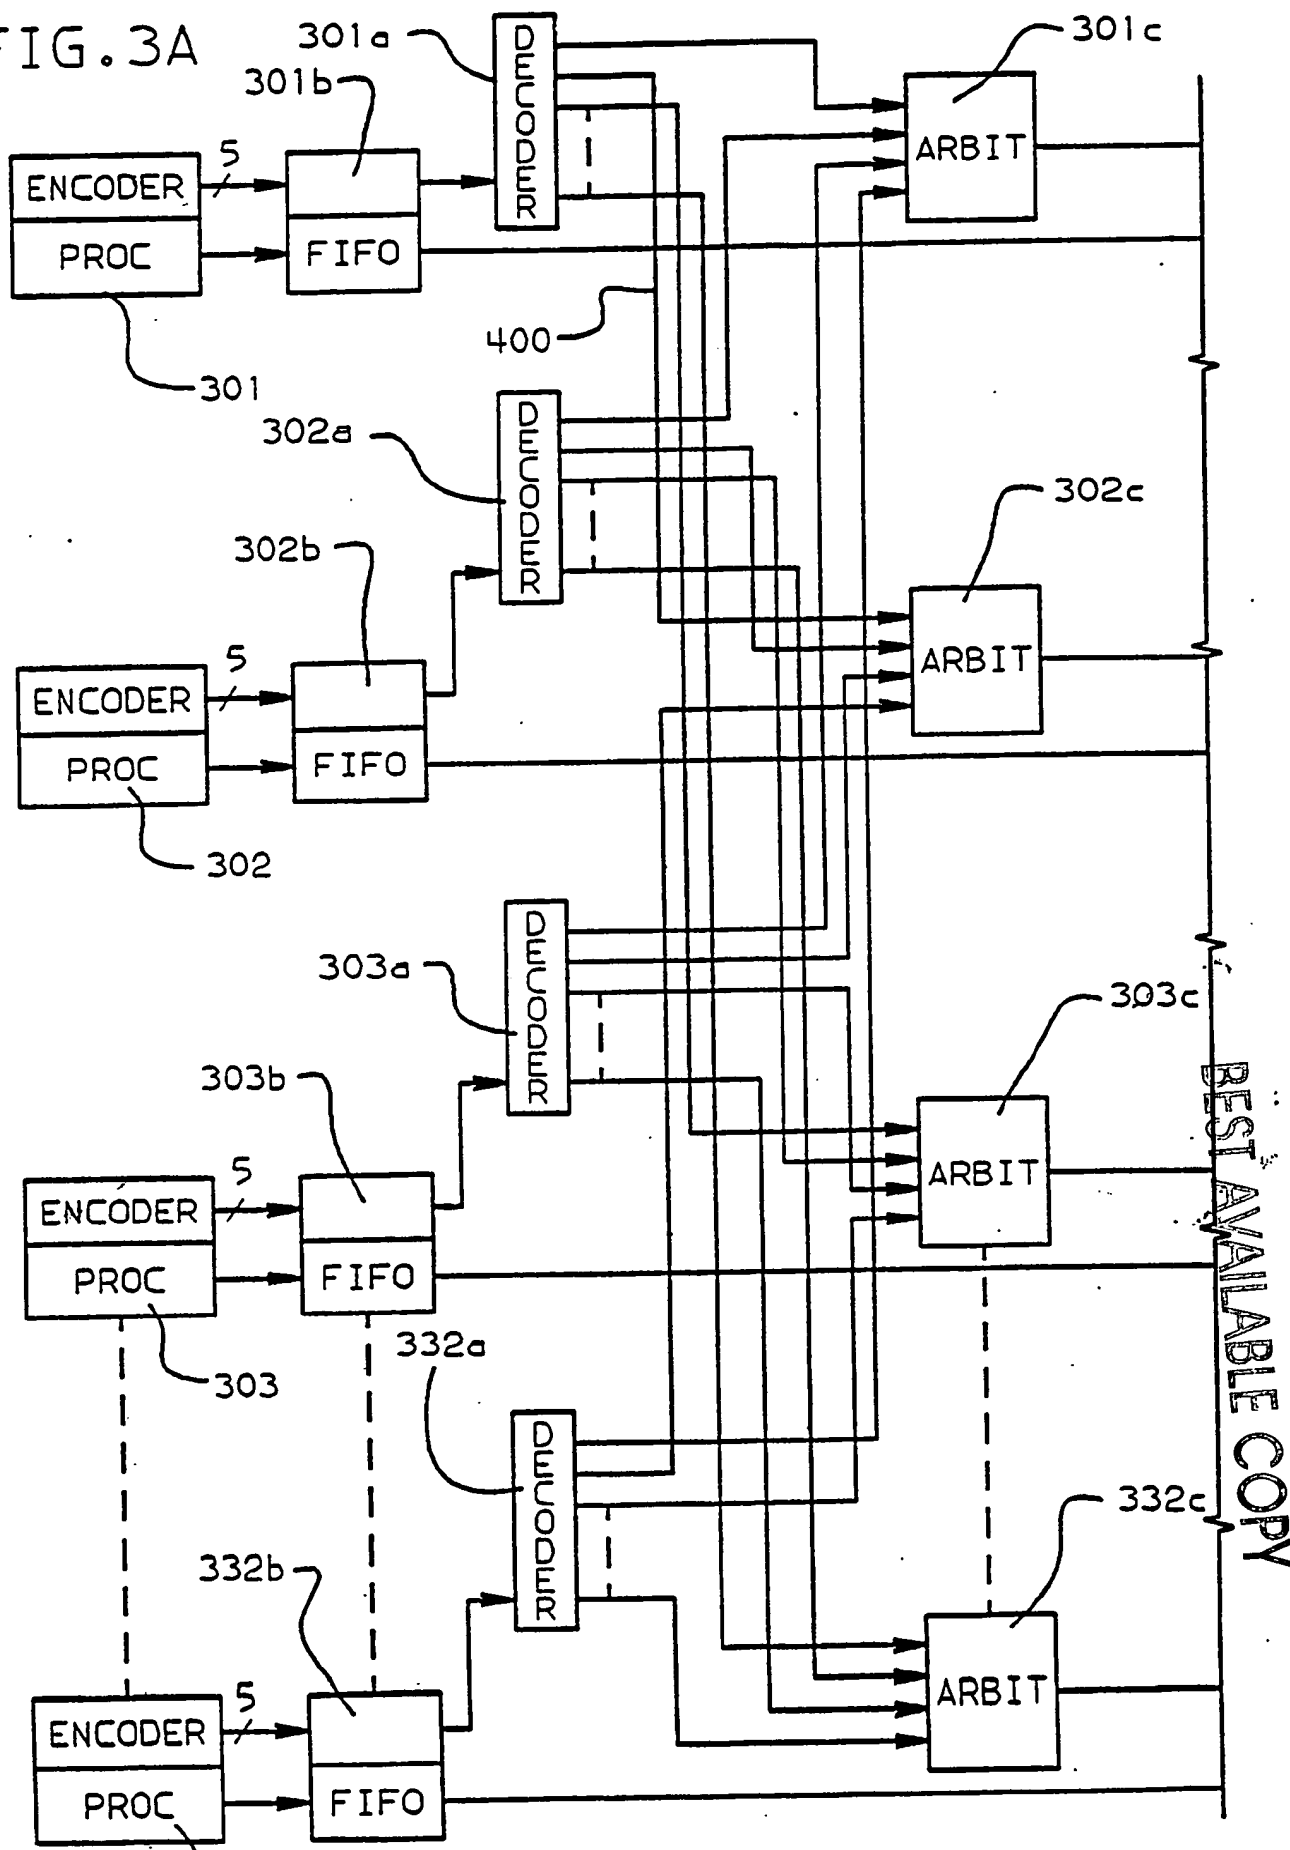 FIG.3A
301a
301c
301b
DECODER
ARBIT
5
ENCODER
PROC
FIFO
400
301
302a
DECODER
302c
302b
ARBIT
5
ENCODER
PROC
FIFO
302
303a
DECODER
303c
303b
ARBIT
5
ENCODER
PROC
FIFO
303
332a
DECODER
332c
332b
ARBIT
5
ENCODER
PROC
FIFO
BEST AVAILABLE COPY